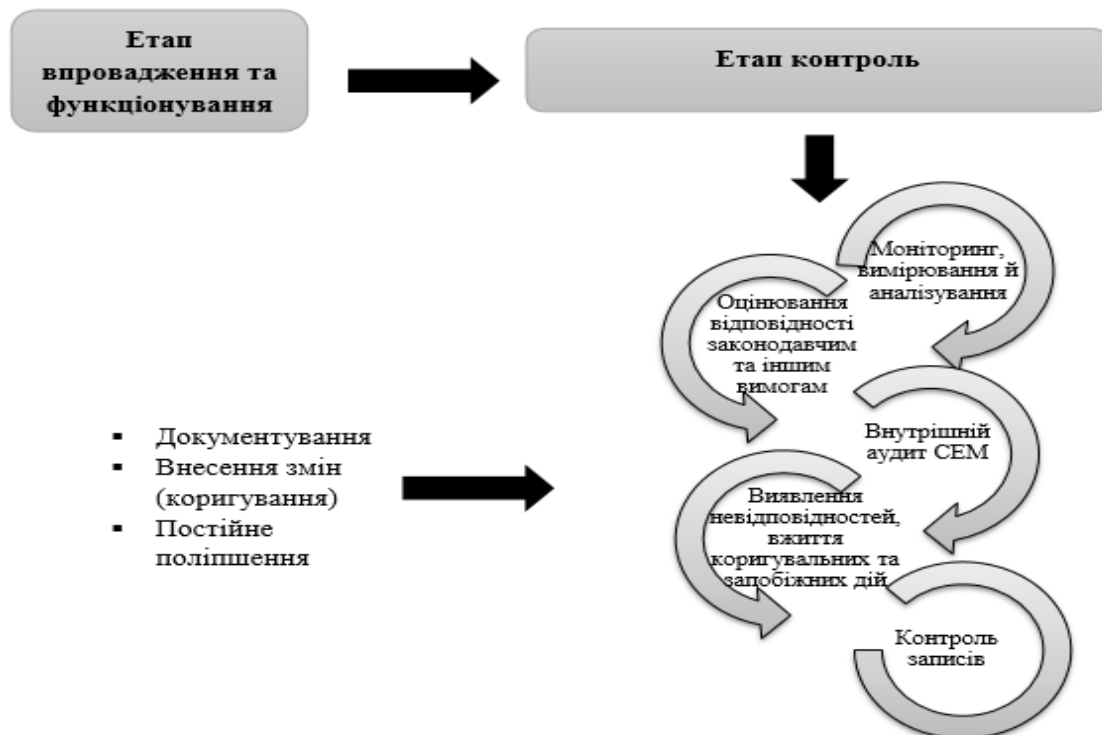 Етап
впровадження та
функціонування
Етап контроль
Моніторинг,
вимірювання й
аналізування
Оцінювання
відповідності
законодавчим
та іншим
вимогам
Внутрішній
аудит СЕМ
Виявлення
невідповідностей,
вжиття
коригувальних та
запобіжних дій
Контроль
записів
▪ Документування
▪ Внесення змін
(коригування)
▪ Постійне
поліпшення